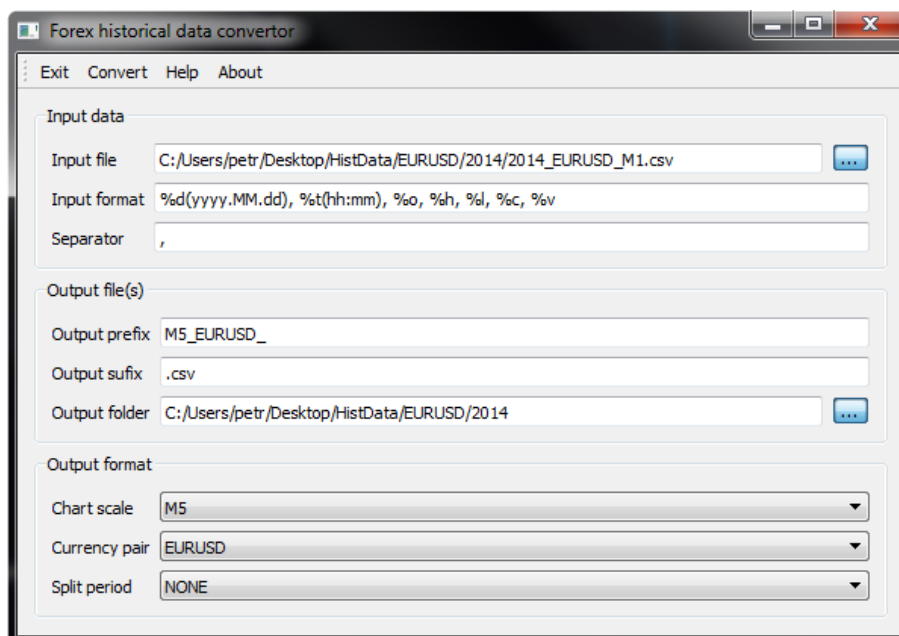 Forex historical data convertor
Exit Convert Help About
Input data
Input file C:/Users/petr/Desktop/HistData/EURUSD/2014/2014_EURUSD_M1.csv ...
Input format %d(yyyy.MM.dd), %t(hh:mm), %o, %h, %l, %c, %v
Separator ,
Output file(s)
Output prefix M5_EURUSD_
Output sufix .csv
Output folder C:/Users/petr/Desktop/HistData/EURUSD/2014 ...
Output format
Chart scale M5
Currency pair EURUSD
Split period NONE